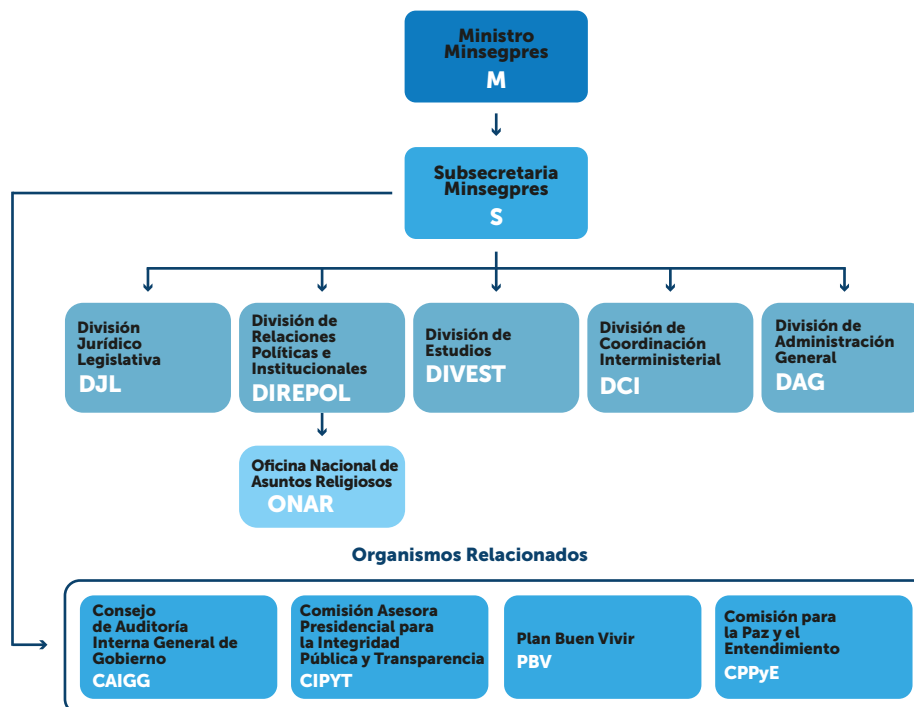 Ministro
Minsegpres
M
Subsecretaria
Minsegpres
S
División
Jurídico
Legislativa
DJL
División de
Relaciones
Políticas e
Institucionales
DIREPOL
División de
Estudios
DIVEST
División de
Coordinación
Interministerial
DCI
División de
Administración
General
DAG
Oficina Nacional de
Asuntos Religiosos
ONAR
Organismos Relacionados
Consejo
de Auditoría
Interna General de
Gobierno
CAIGG
Comisión Asesora
Presidencial para
la Integridad
Pública y Transparencia
CIPYT
Plan Buen Vivir
PBV
Comisión para
la Paz y el
Entendimiento
CPPyE